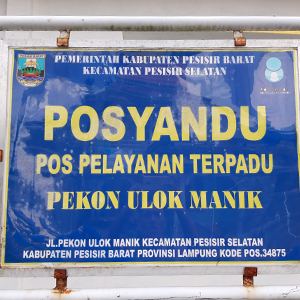 PEMERINTAH KABUPATEN PESISIR BARAT
KECAMATAN PESISIR SELATAN
POSYANDU
POS PELAYANAN TERPADU
PEKON ULOK MANIK
JL.PEKON ULOK MANIK KECAMATAN PESISIR SELATAN
KABUPATEN PESISIR BARAT PROVINSI LAMPUNG KODE POS.34875